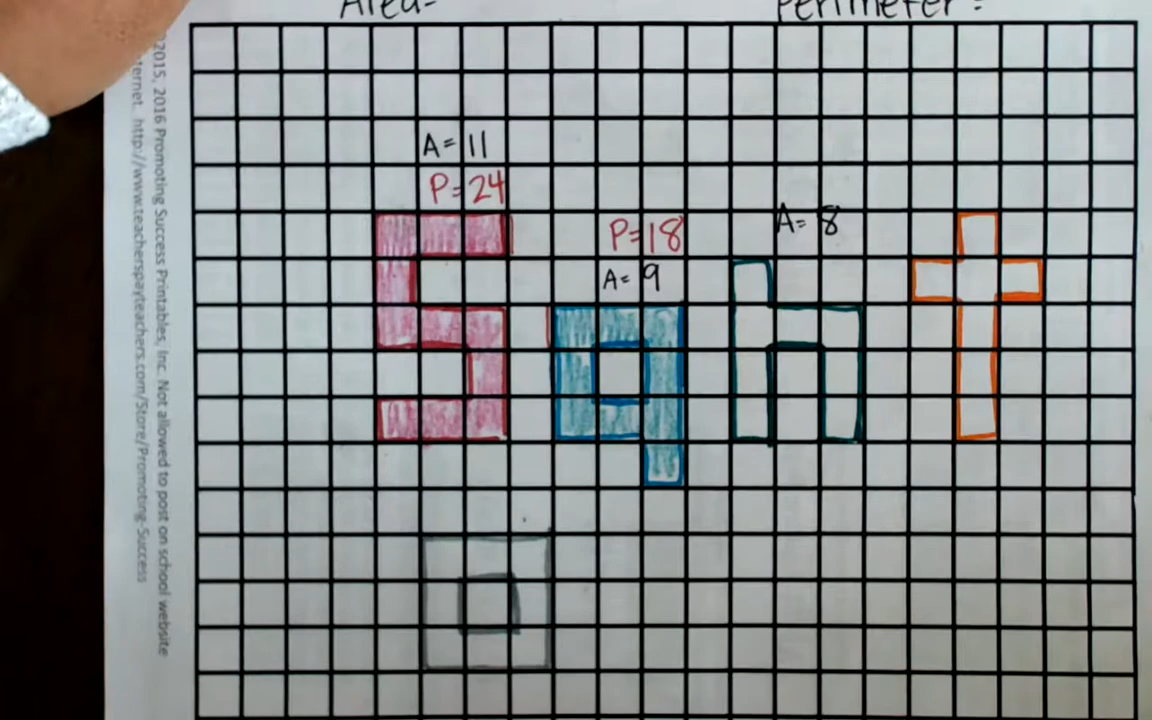 Area=
Perimeter =
A= 11
P=24
P=18
A= 9
A= 8
2015, 2016 Promoting Success Printables, Inc. Not allowed to post on school website
ternet. http://www.teacherspayteachers.com/Store/Promoting-Success